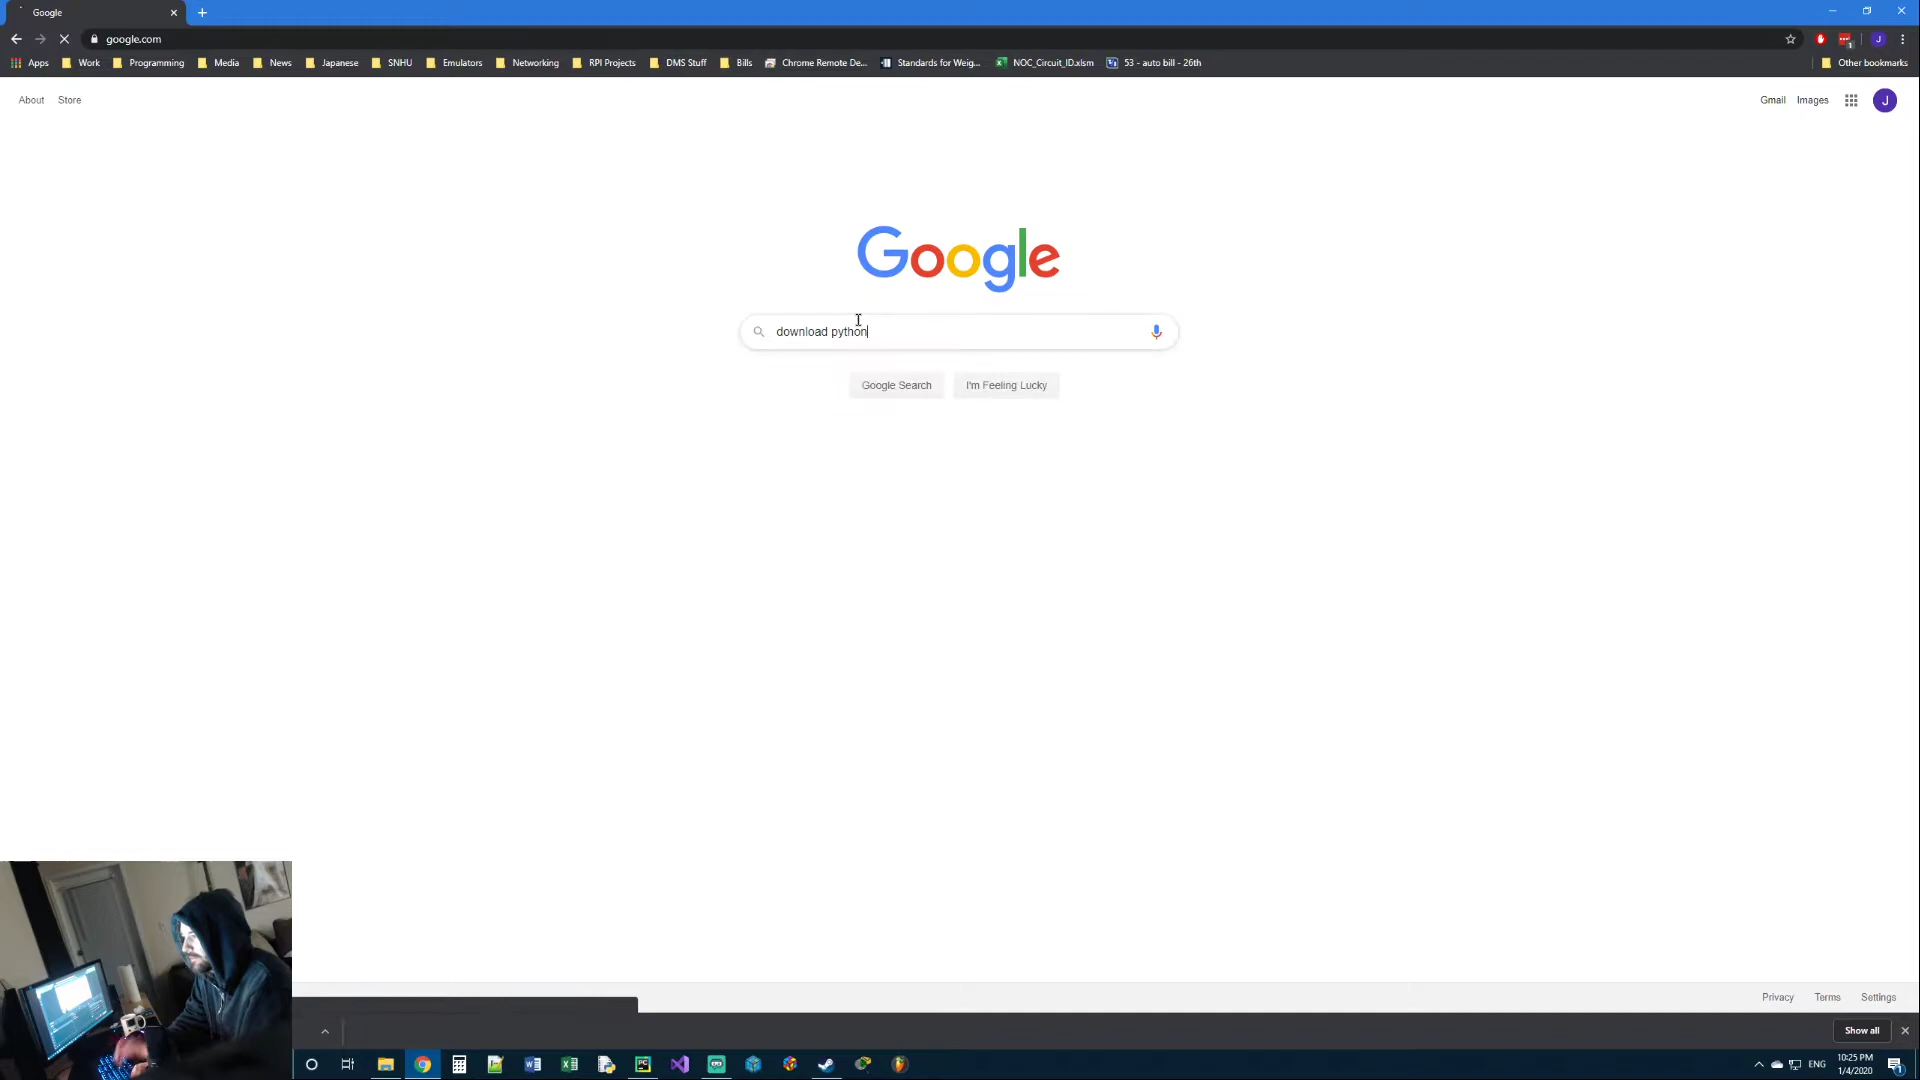 Google
google.com
Apps Work Programming Media News Japanese SNHU Emulators Networking RPI Projects DMS Stuff Bills Chrome Remote De... Standards for Weig... NOC_Circuit_ID.xlsm 53 - auto bill - 26th Other bookmarks
About Store Gmail Images J
Google
download python
Google Search I'm Feeling Lucky
Privacy Terms Settings
Show all
ENG
10:25 PM
1/4/2020